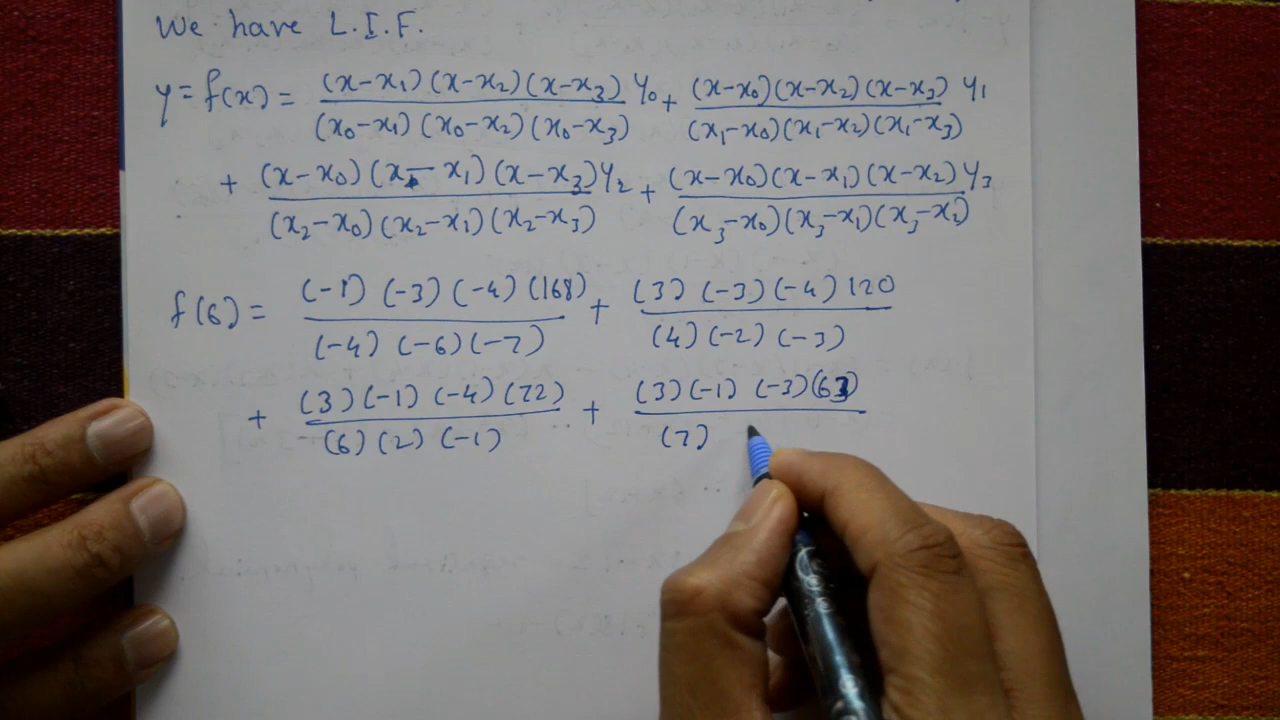 We have L.I.F.
y = f(x) = (x-x₁)(x-x₂)(x-x₃) / (x₀-x₁)(x₀-x₂)(x₀-x₃) y₀ + (x-x₀)(x-x₂)(x-x₃) y₁ / (x₁-x₀)(x₁-x₂)(x₁-x₃)
+ (x-x₀)(x-x₁)(x-x₃)y₂ / (x₂-x₀)(x₂-x₁)(x₂-x₃) + (x-x₀)(x-x₁)(x-x₂)y₃ / (x₃-x₀)(x₃-x₁)(x₃-x₂)
f(6) = (-1)(-3)(-4)(168) / (-4)(-6)(-7) + (3)(-3)(-4)120 / (4)(-2)(-3)
+ (3)(-1)(-4)(72) / (6)(2)(-1) + (3)(-1)(-3)(63) / (7)